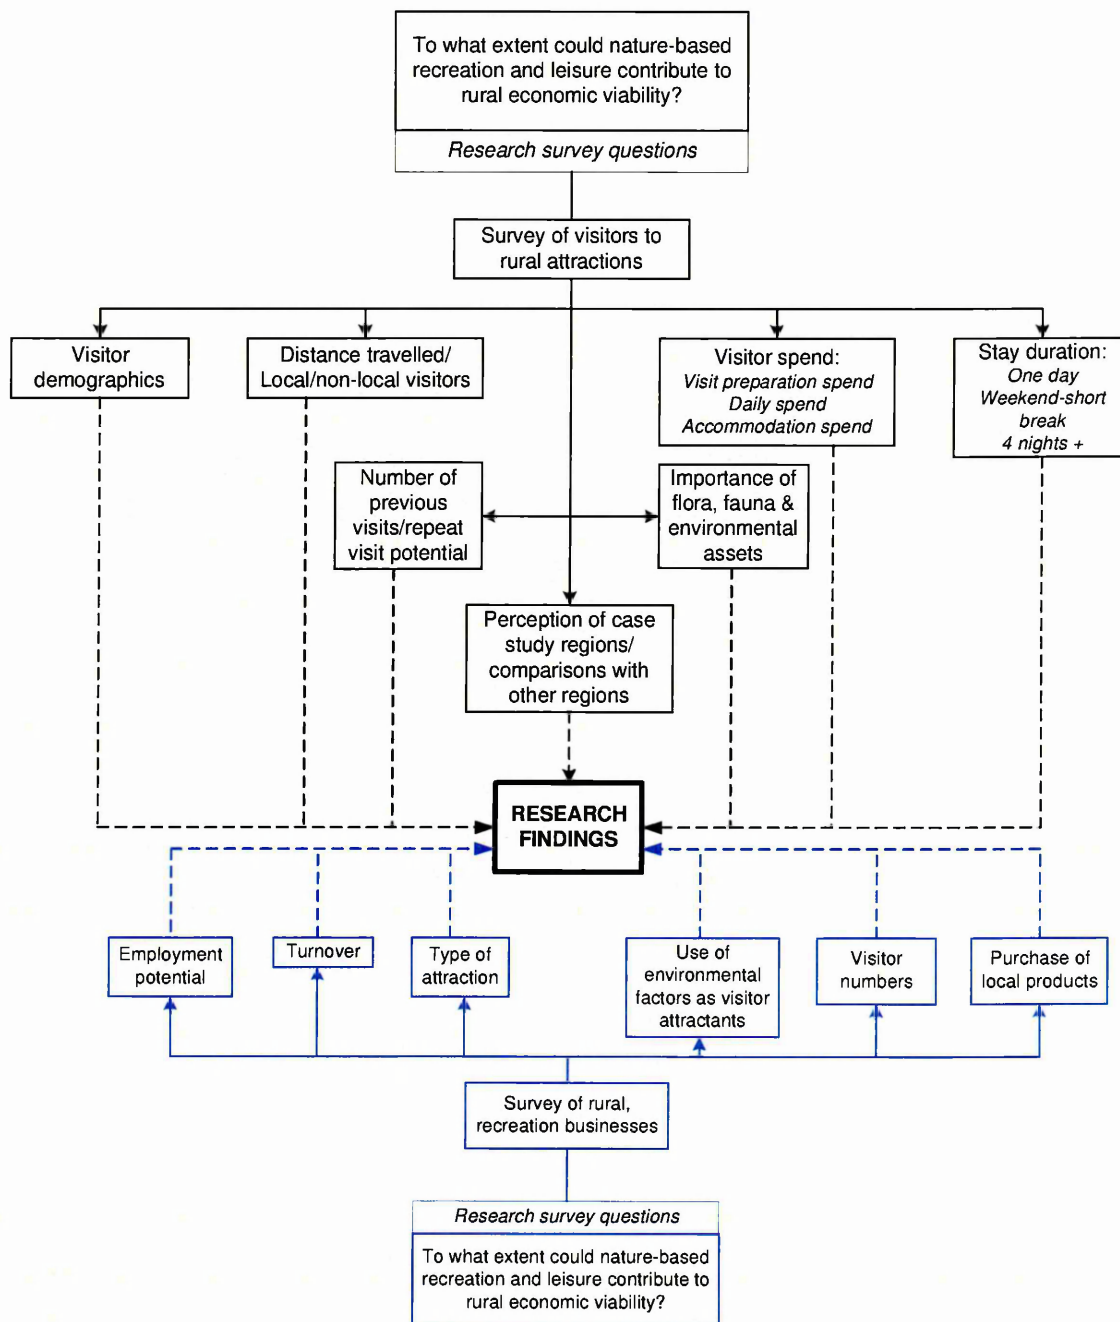 To what extent could nature-based
recreation and leisure contribute to
rural economic viability?
Research survey questions
Survey of visitors to
rural attractions
Visitor
demographics
Distance travelled/
Local/non-local visitors
Visitor spend:
Visit preparation spend
Daily spend
Accommodation spend
Stay duration:
One day
Weekend-short
break
4 nights +
Number of
previous
visits/repeat
visit potential
Importance of
flora, fauna &
environmental
assets
Perception of case
study regions/
comparisons with
other regions
RESEARCH
FINDINGS
Employment
potential
Turnover
Type of
attraction
Use of
environmental
factors as visitor
attractants
Visitor
numbers
Purchase of
local products
Survey of rural,
recreation businesses
Research survey questions
To what extent could nature-based
recreation and leisure contribute to
rural economic viability?